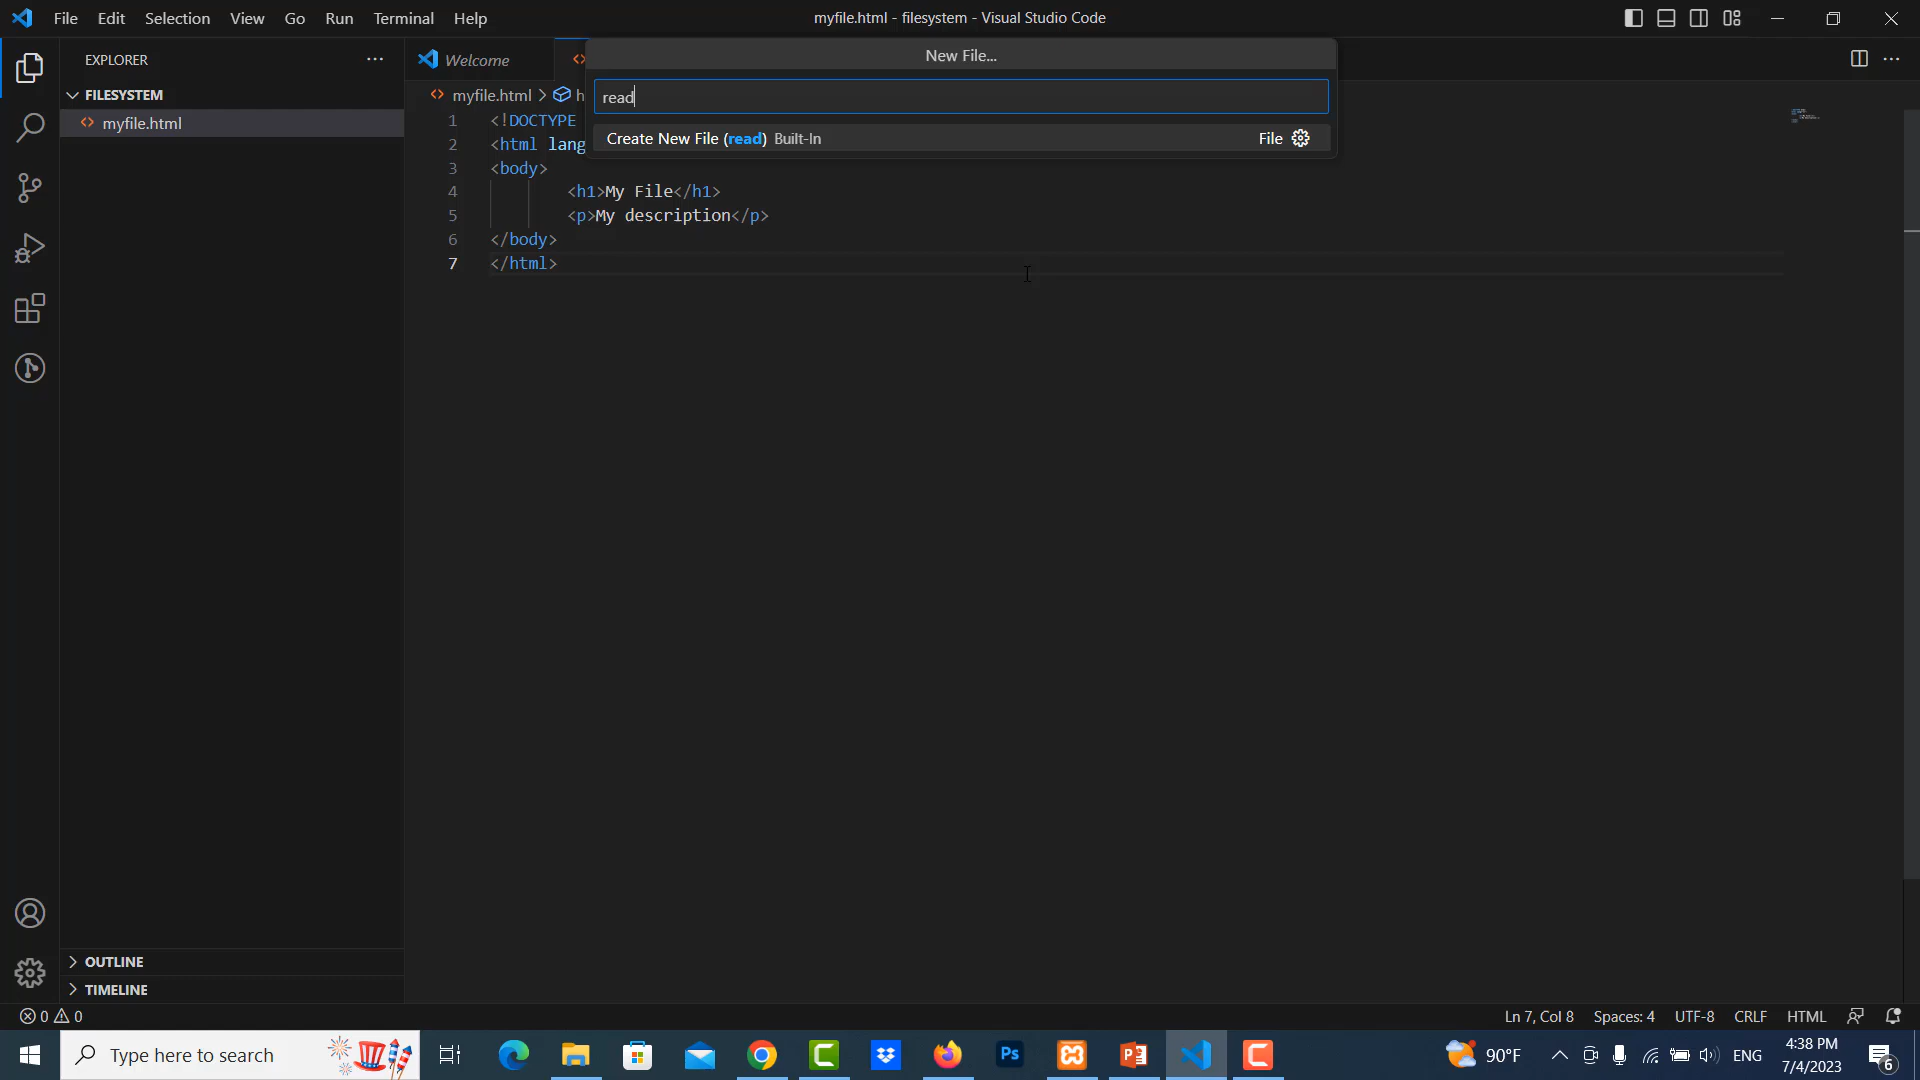 File Edit Selection View Go Run Terminal Help
myfile.html - filesystem - Visual Studio Code
EXPLORER
FILESYSTEM
myfile.html
Welcome
New File...
read
Create New File (read) Built-In
File
myfile.html > h
1 <!DOCTYPE
2 <html lang
3 <body>
4 <h1>My File</h1>
5 <p>My description</p>
6 </body>
7 </html>
OUTLINE
TIMELINE
0 0
Ln 7, Col 8 Spaces: 4 UTF-8 CRLF HTML
Type here to search
Ps
90°F
ENG
4:38 PM
7/4/2023
6